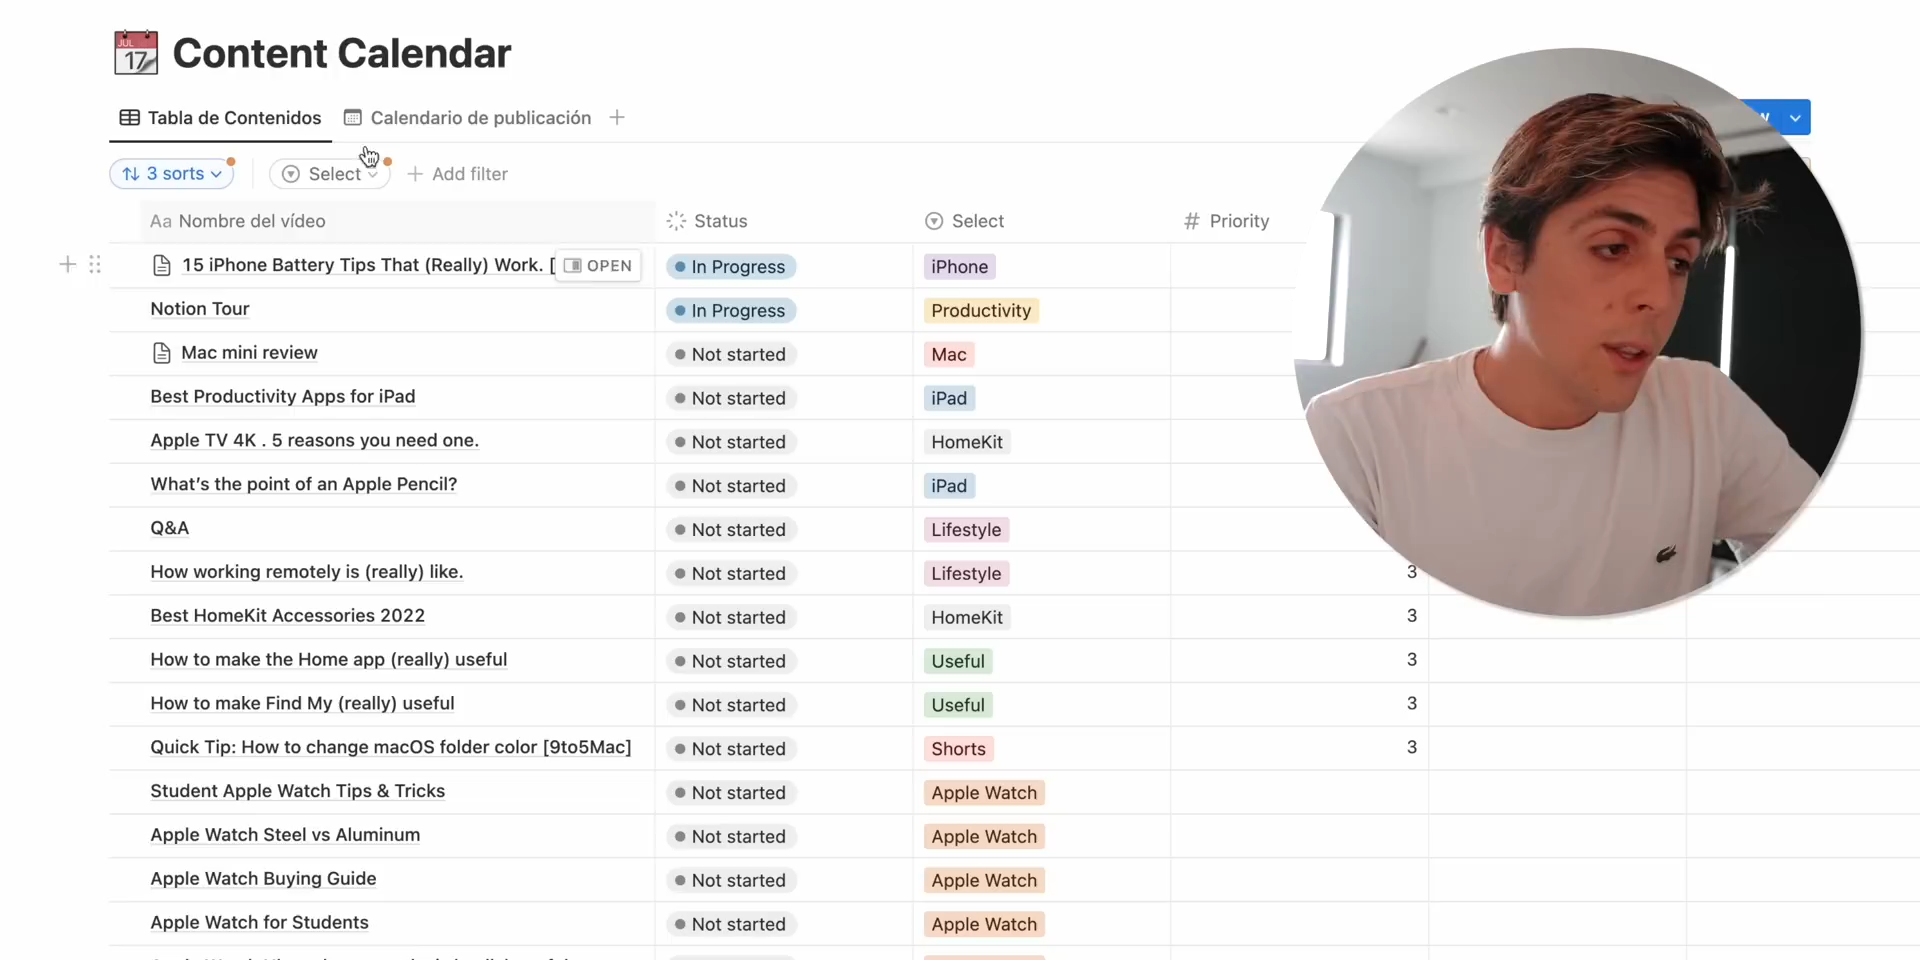 JUL
17
Content Calendar
Tabla de Contenidos
Calendario de publicación
3 sorts
Select
Add filter
Aa Nombre del vídeo
Status
Select
# Priority
15 iPhone Battery Tips That (Really) Work. [
OPEN
In Progress
iPhone
Notion Tour
In Progress
Productivity
Mac mini review
Not started
Mac
Best Productivity Apps for iPad
Not started
iPad
Apple TV 4K . 5 reasons you need one.
Not started
HomeKit
What's the point of an Apple Pencil?
Not started
iPad
Q&A
Not started
Lifestyle
How working remotely is (really) like.
Not started
Lifestyle
3
Best HomeKit Accessories 2022
Not started
HomeKit
3
How to make the Home app (really) useful
Not started
Useful
3
How to make Find My (really) useful
Not started
Useful
3
Quick Tip: How to change macOS folder color [9to5Mac]
Not started
Shorts
3
Student Apple Watch Tips & Tricks
Not started
Apple Watch
Apple Watch Steel vs Aluminum
Not started
Apple Watch
Apple Watch Buying Guide
Not started
Apple Watch
Apple Watch for Students
Not started
Apple Watch